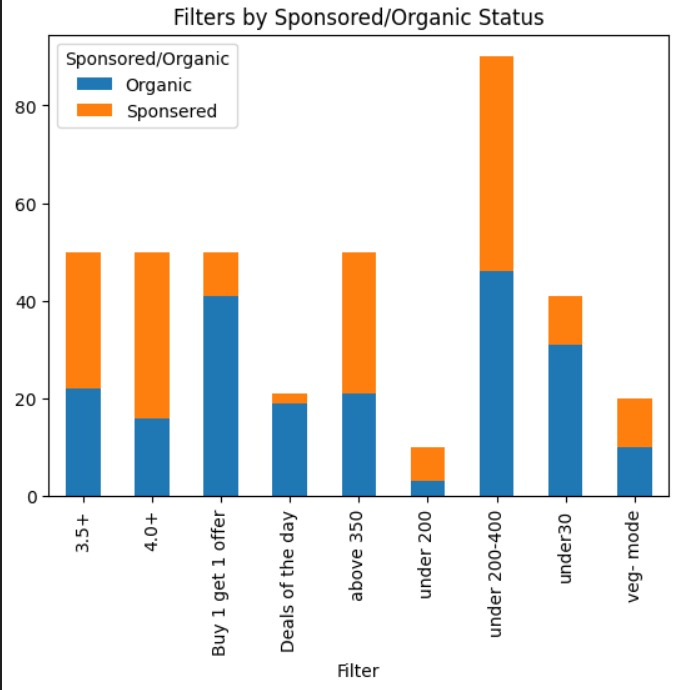 Filters by Sponsored/Organic Status
Sponsored/Organic
Organic
Sponsered
80
60
40
20
0
3.5+
4.0+
Buy 1 get 1 offer
Deals of the day
above 350
under 200
under 200-400
under30
veg- mode
Filter